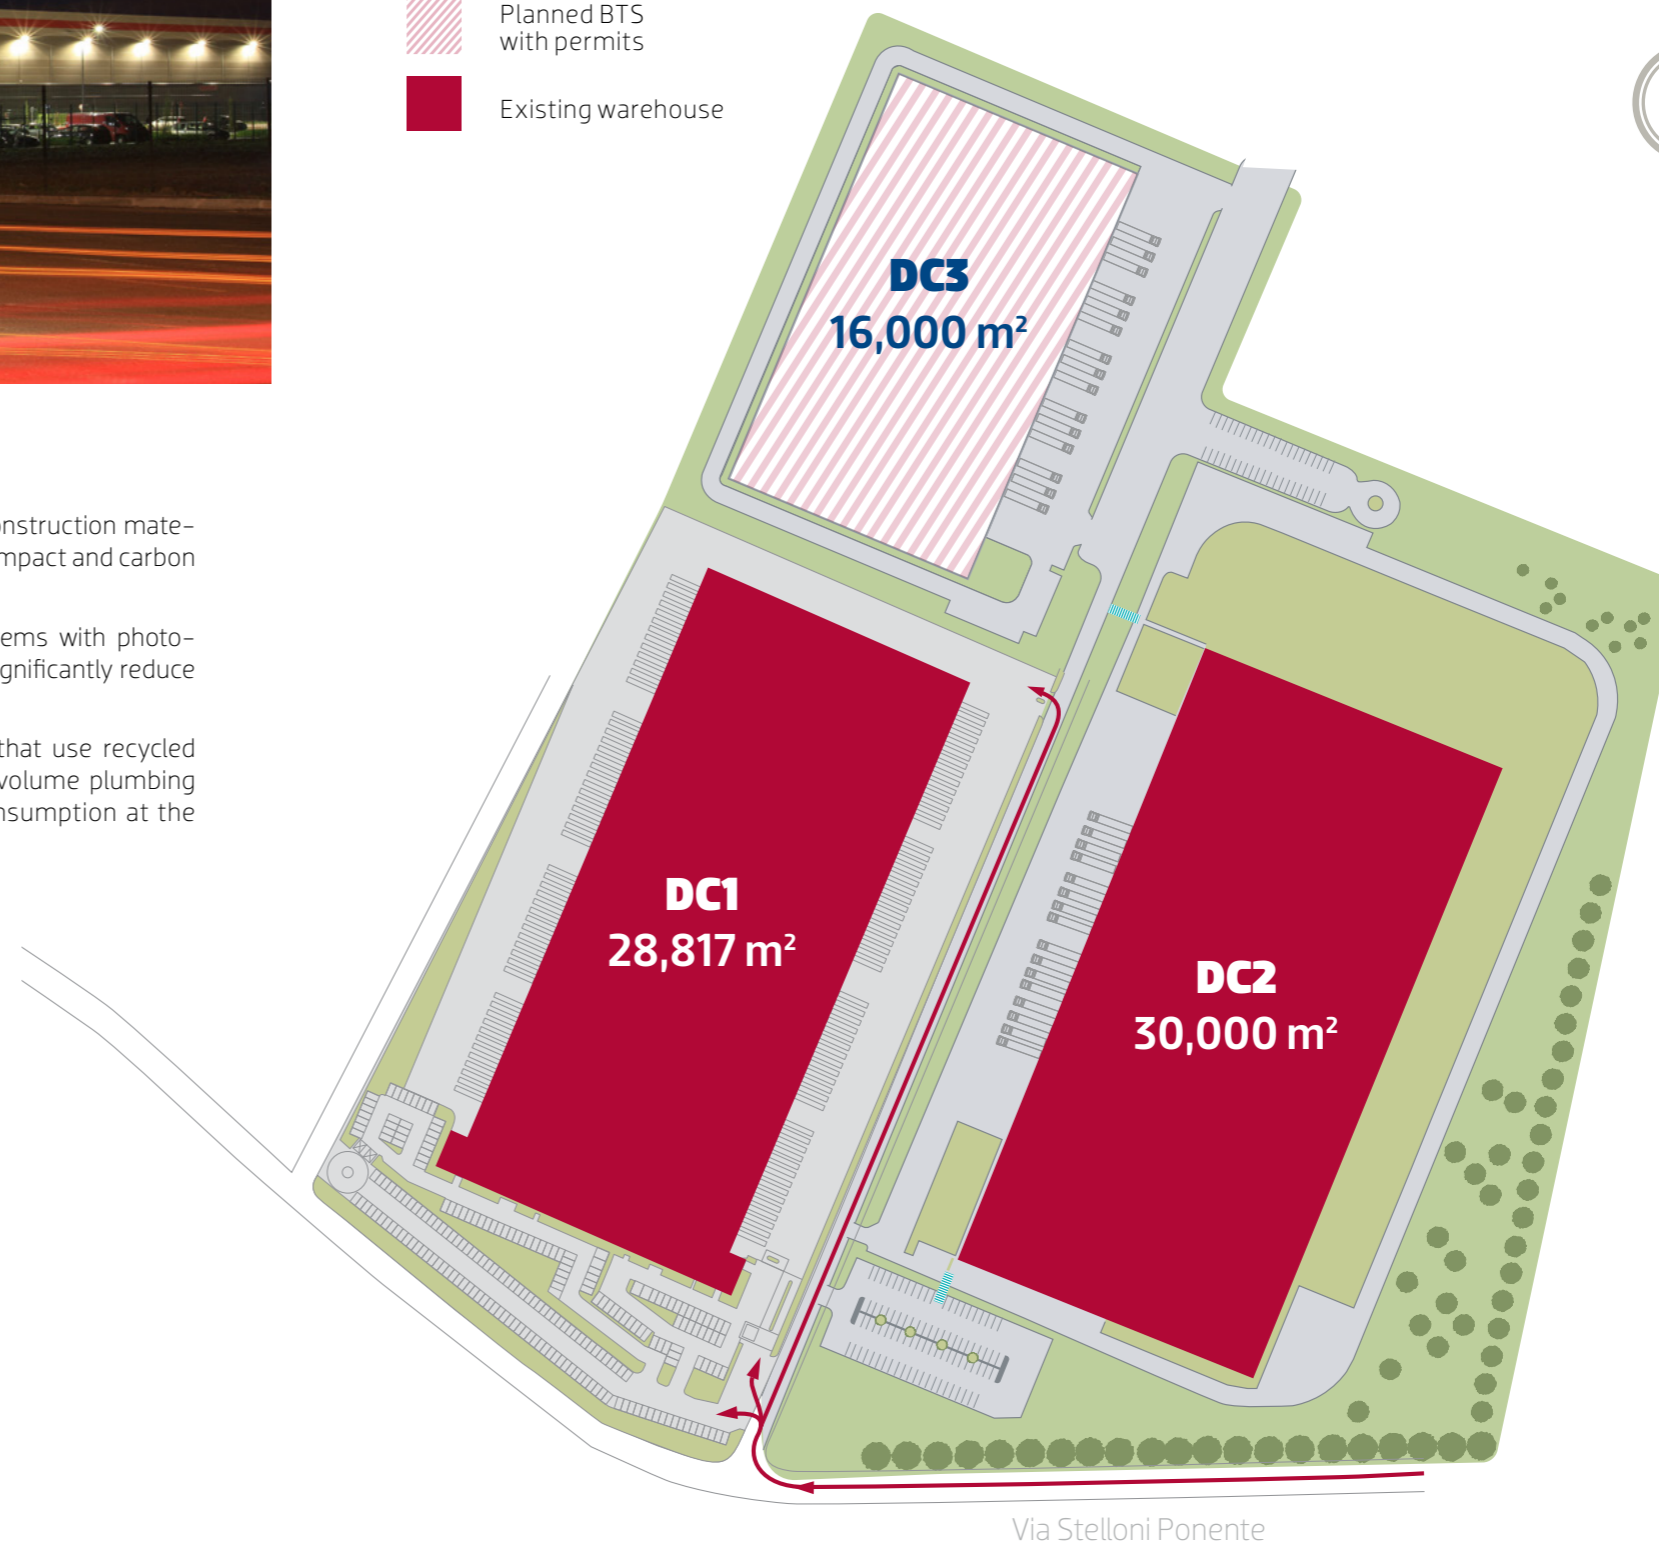 Planned BTS
with permits
Existing warehouse
DC3
16,000 m²
onstruction mate-
mpact and carbon
ems with photo-
gnificantly reduce
that use recycled
volume plumbing
nsumption at the
DC1
28,817 m²
DC2
30,000 m²
Via Stelloni Ponente